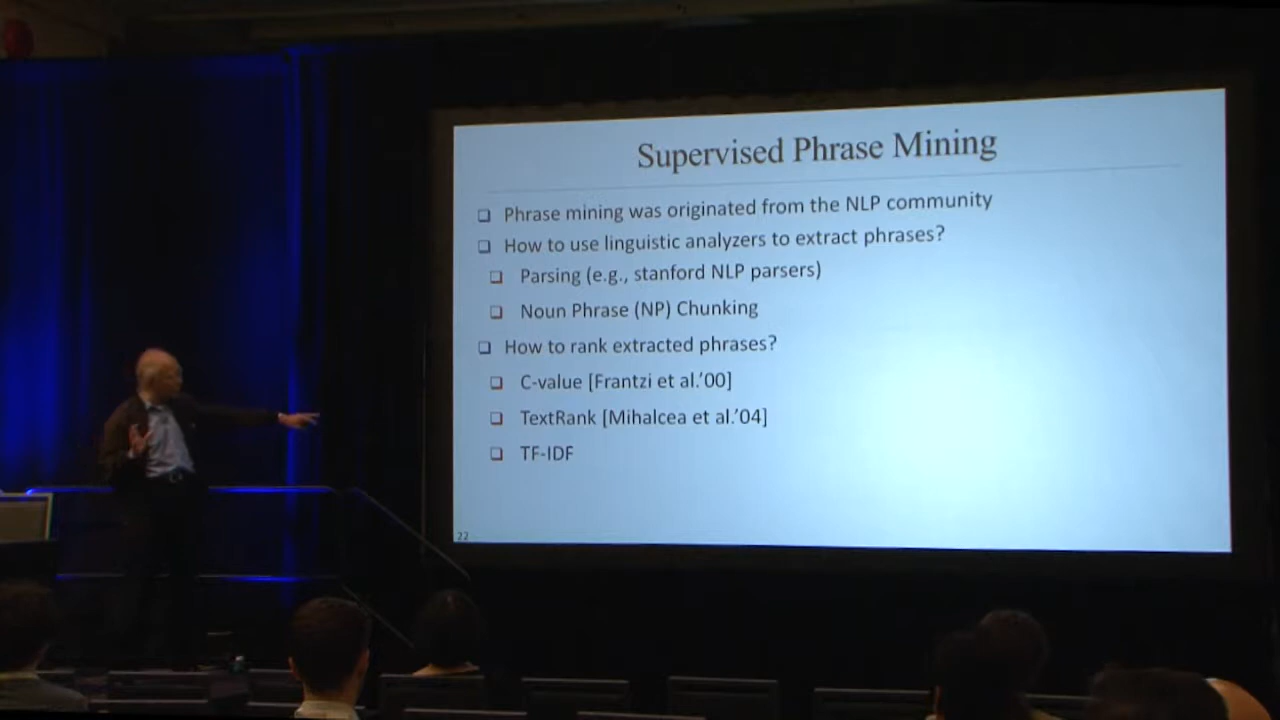 Supervised Phrase Mining
Phrase mining was originated from the NLP community
How to use linguistic analyzers to extract phrases?
Parsing (e.g., stanford NLP parsers)
Noun Phrase (NP) Chunking
How to rank extracted phrases?
C-value [Frantzi et al.'00]
TextRank [Mihalcea et al.'04]
TF-IDF
22